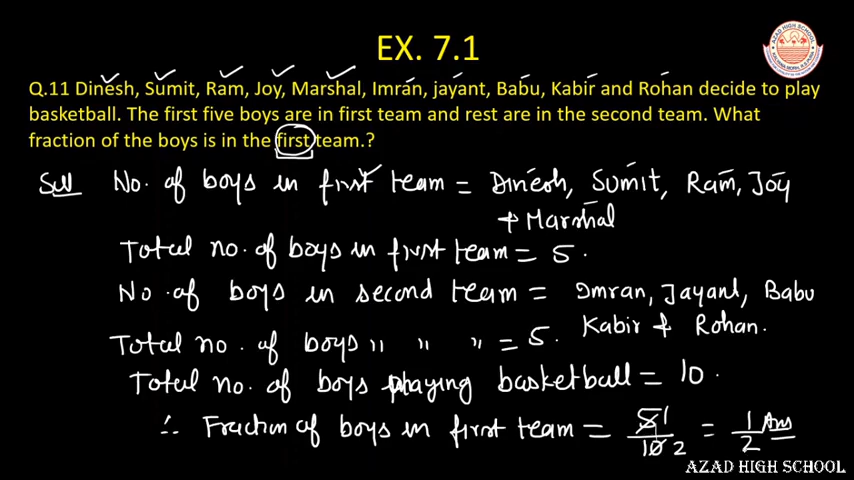 EX. 7.1
AZAD HIGH SCHOOL
Q.11 Dinesh, Sumit, Ram, Joy, Marshal, Imran, jayant, Babu, Kabir and Rohan decide to play
basketball. The first five boys are in first team and rest are in the second team. What
fraction of the boys is in the first team.?
Sol No. of boys in first team = Dinesh, Sumit, Ram, Joy
+ Marshal
Total no. of boys in first team = 5.
No. of boys in second team = Imran, Jayant, Babu
Kabir & Rohan.
Total no. of boys " " " = 5.
Total no. of boys playing basketball = 10.
∴ Fraction of boys in first team = 5 1 / 10 2 = 1/2 Ans
AZAD HIGH SCHOOL